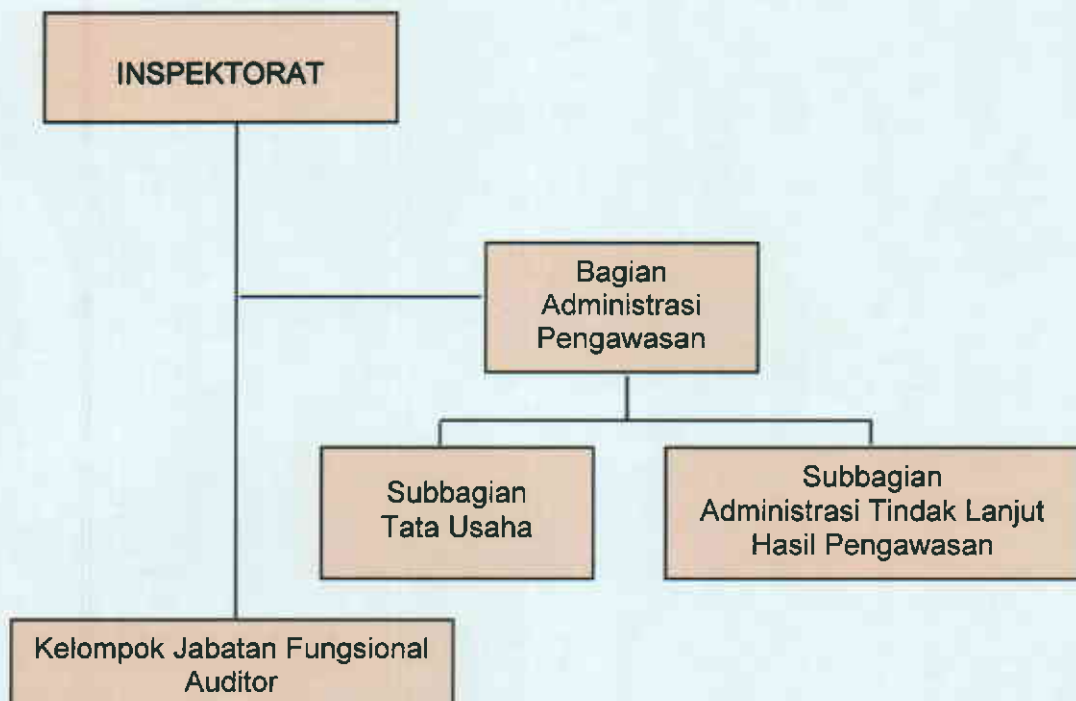 INSPEKTORAT
Bagian
Administrasi
Pengawasan
Subbagian
Tata Usaha
Subbagian
Administrasi Tindak Lanjut
Hasil Pengawasan
Kelompok Jabatan Fungsional
Auditor